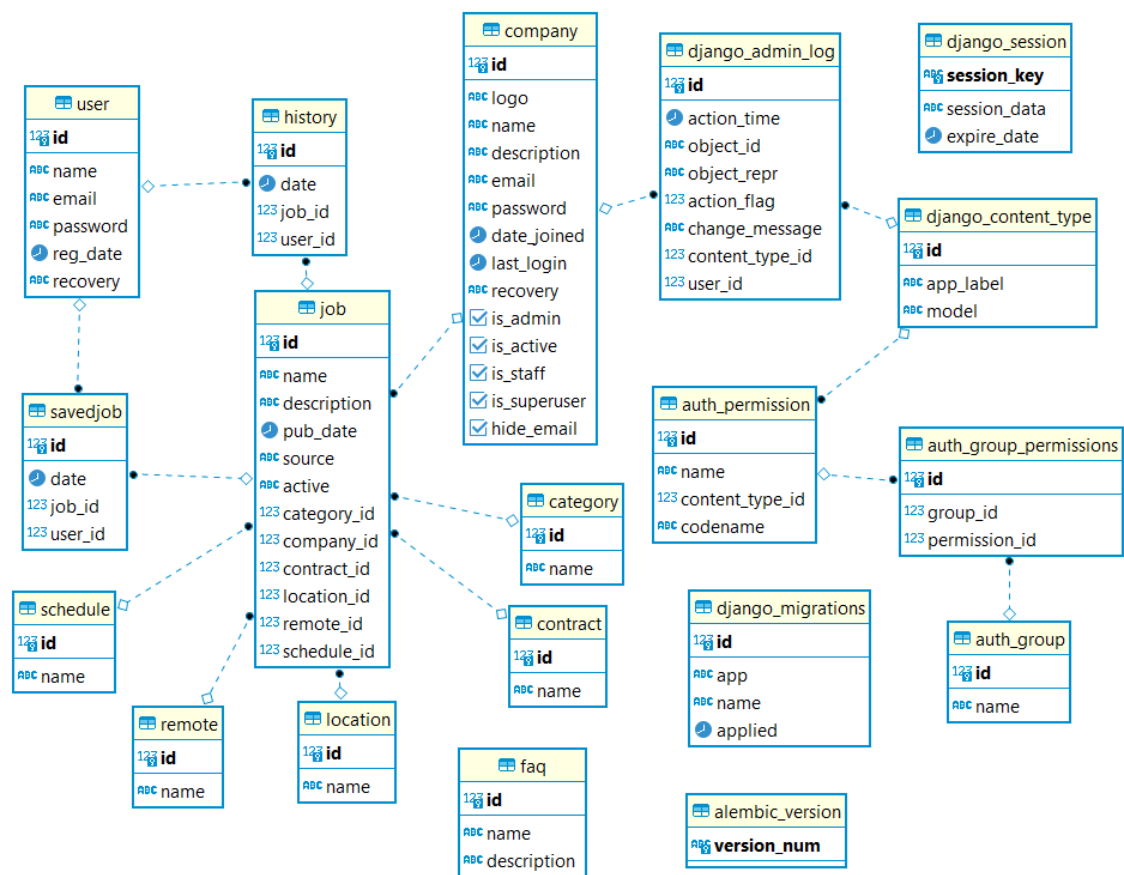 user
id
name
email
password
reg_date
recovery
history
id
date
job_id
user_id
company
id
logo
name
description
email
password
date_joined
last_login
recovery
is_admin
is_active
is_staff
is_superuser
hide_email
django_admin_log
id
action_time
object_id
object_repr
action_flag
change_message
content_type_id
user_id
django_session
session_key
session_data
expire_date
django_content_type
id
app_label
model
job
id
name
description
pub_date
source
active
category_id
company_id
contract_id
location_id
remote_id
schedule_id
savedjob
id
date
job_id
user_id
auth_permission
id
name
content_type_id
codename
auth_group_permissions
id
group_id
permission_id
category
id
name
schedule
id
name
contract
id
name
django_migrations
id
app
name
applied
auth_group
id
name
remote
id
name
location
id
name
faq
id
name
description
alembic_version
version_num